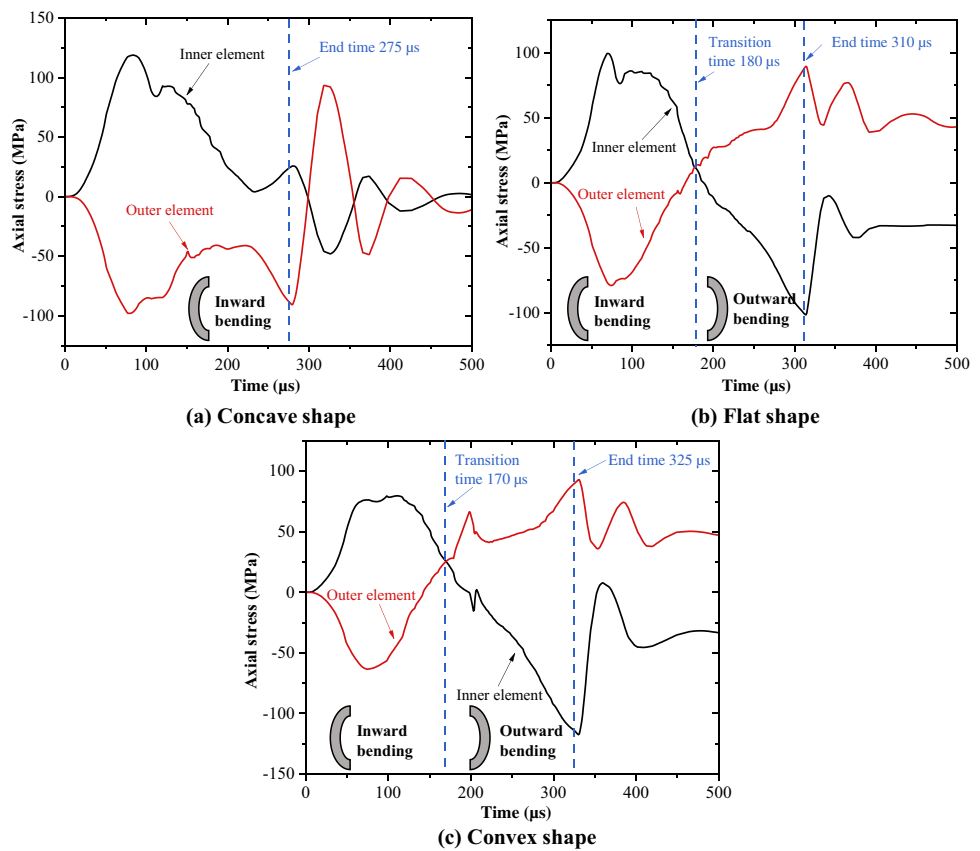 150
100
50
0
-50
-100
Axial stress (MPa)
Inner element
End time 275 µs
Outer element
Inward
bending
0 100 200 300 400 500
Time (µs)
(a) Concave shape
100
50
0
-50
-100
Axial stress (MPa)
Transition
time 180 µs
End time 310 µs
Inner element
Outer element
Inward
bending
Outward
bending
0 100 200 300 400 500
Time (µs)
(b) Flat shape
100
50
0
-50
-100
-150
Axial stress (MPa)
Transition
time 170 µs
End time 325 µs
Outer element
Inner element
Inward
bending
Outward
bending
0 100 200 300 400 500
Time (µs)
(c) Convex shape